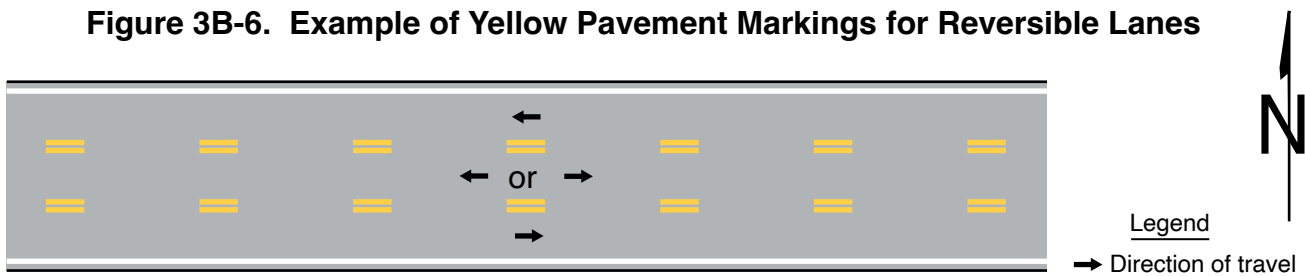 Figure 3B-6. Example of Yellow Pavement Markings for Reversible Lanes
N
or
Legend
Direction of travel